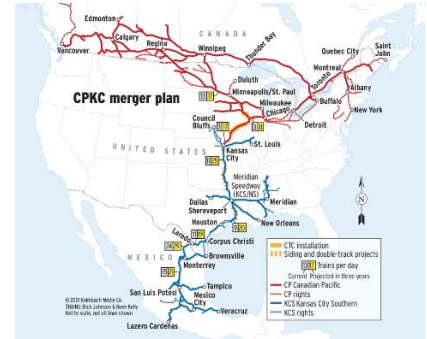 CANADA
Edmonton
Calgary
Vancouver
Regina
Winnipeg
Thunder Bay
Quebec City
Saint
John
Montreal
Toronto
Albany
Buffalo
New York
Duluth
Minneapolis/St. Paul
Milwaukee
Chicago
Detroit
CPKC merger plan
Council
Bluffs
UNITED STATES
St. Louis
Kansas
City
Meridian
Speedway
(KCS/NS)
Dallas
Shereveport
Meridian
Houston
New Orleans
Laredo
Corpus Christi
Brownsville
MEXICO
Monterrey
San Luis Potosi
Tampico
Mexico
City
Veracruz
Lazero Cardenas
N
CTC installation
Siding and double-track projects
Trains per day
Current Projected in three years
CP Canadian Pacific
CP rights
KCS Kansas City Southern
KCS rights
© 2021 Kalmbach Media Co.
TRAINS: Rick Johnson & Roen Kelly
Not to scale, not all lines shown